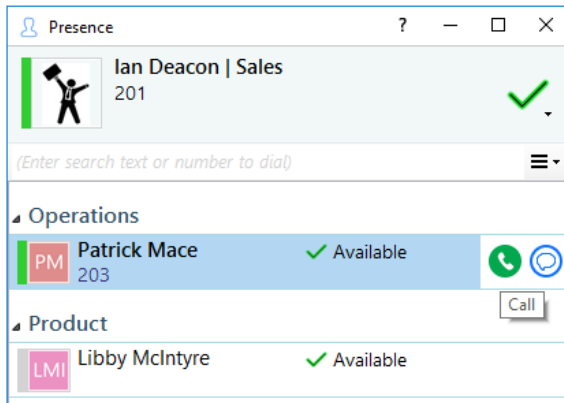 Presence
?
Ian Deacon | Sales
201
(Enter search text or number to dial)
Operations
PM Patrick Mace Available
203
Call
Product
LMI Libby McIntyre Available